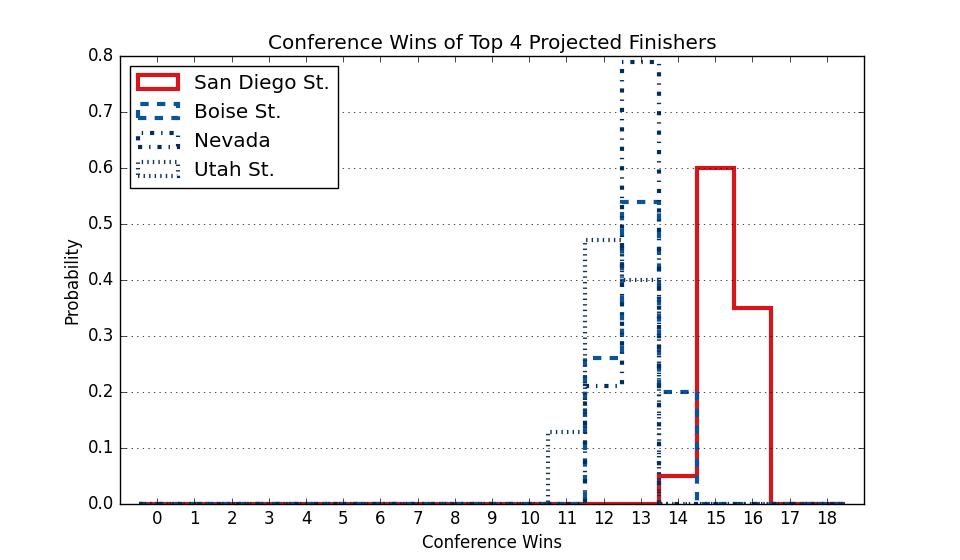 Conference Wins of Top 4 Projected Finishers
San Diego St.
Boise St.
Nevada
Utah St.
Probability
0.8
0.7
0.6
0.5
0.4
0.3
0.2
0.1
0.0
0 1 2 3 4 5 6 7 8 9 10 11 12 13 14 15 16 17 18
Conference Wins